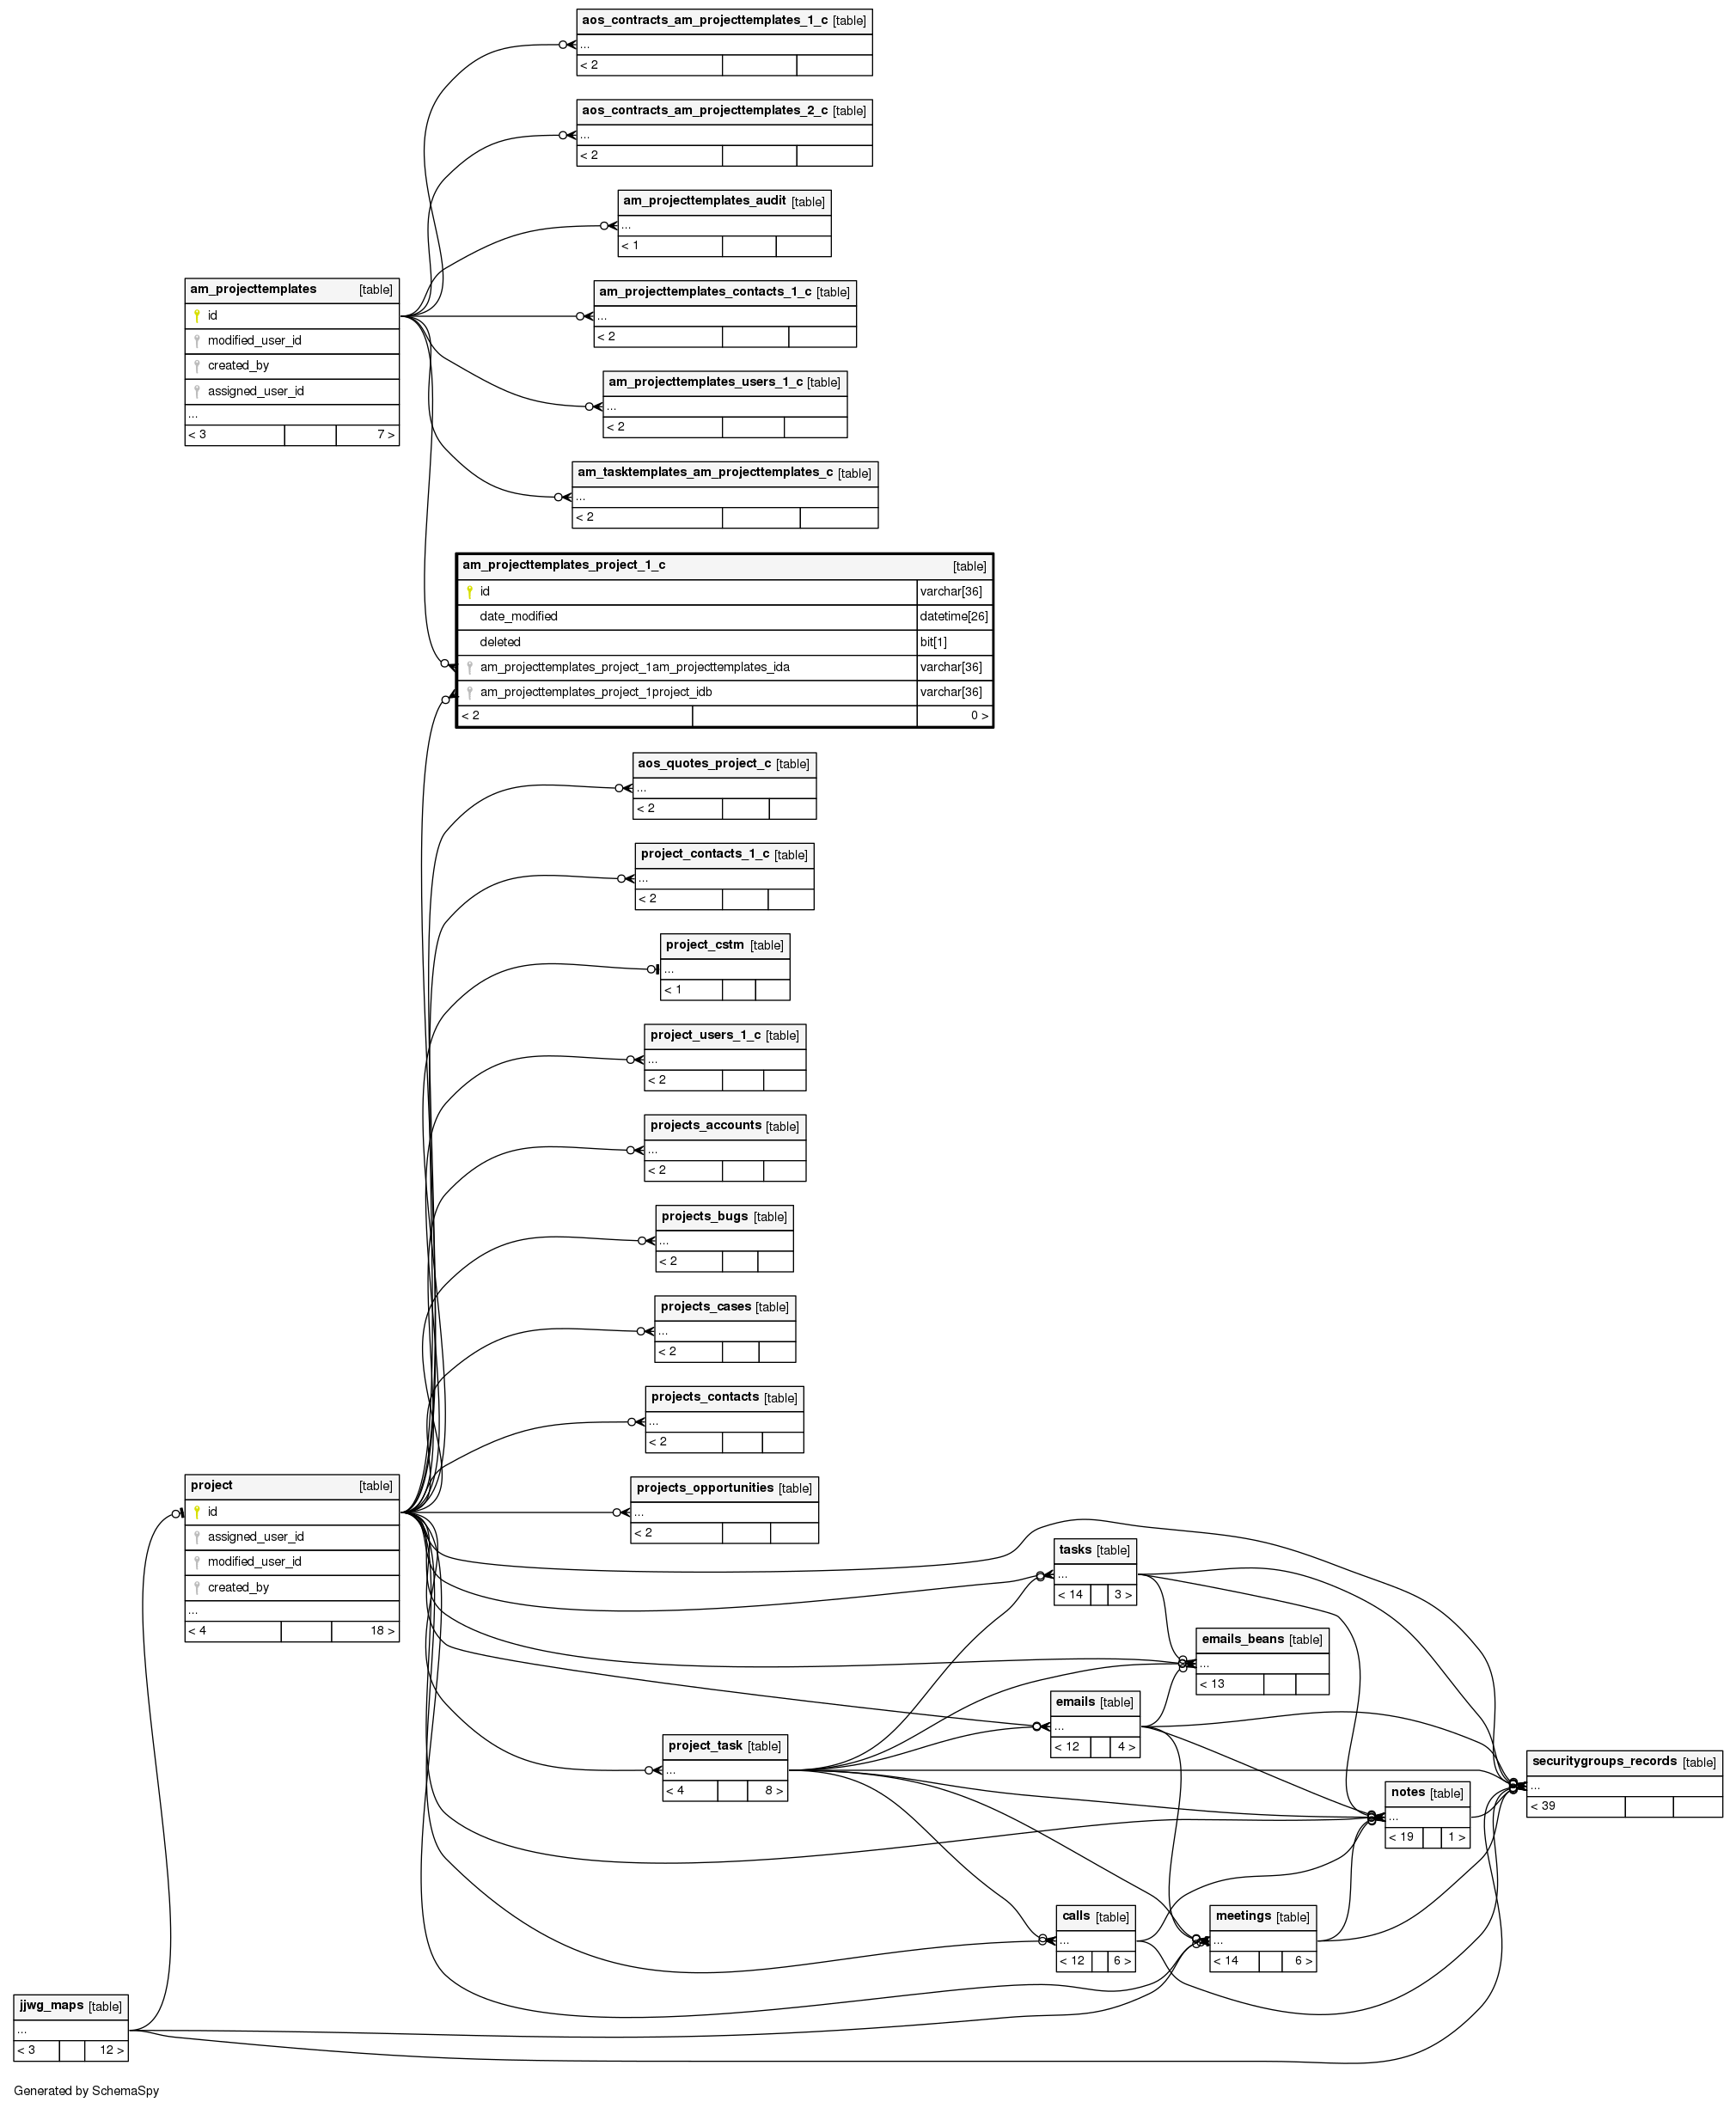 aos_contracts_am_projecttemplates_1_c [table]
...
< 2
aos_contracts_am_projecttemplates_2_c [table]
...
< 2
am_projecttemplates_audit [table]
...
< 1
am_projecttemplates [table]
id
modified_user_id
created_by
assigned_user_id
...
< 3 7 >
am_projecttemplates_contacts_1_c [table]
...
< 2
am_projecttemplates_users_1_c [table]
...
< 2
am_tasktemplates_am_projecttemplates_c [table]
...
< 2
am_projecttemplates_project_1_c [table]
id varchar[36]
date_modified datetime[26]
deleted bit[1]
am_projecttemplates_project_1am_projecttemplates_ida varchar[36]
am_projecttemplates_project_1project_idb varchar[36]
< 2 0 >
aos_quotes_project_c [table]
...
< 2
project_contacts_1_c [table]
...
< 2
project_cstm [table]
...
< 1
project_users_1_c [table]
...
< 2
projects_accounts [table]
...
< 2
projects_bugs [table]
...
< 2
projects_cases [table]
...
< 2
projects_contacts [table]
...
< 2
project [table]
id
assigned_user_id
modified_user_id
created_by
...
< 4 18 >
projects_opportunities [table]
...
< 2
tasks [table]
...
< 14 3 >
emails_beans [table]
...
< 13
emails [table]
...
< 12 4 >
project_task [table]
...
< 4 8 >
securitygroups_records [table]
...
< 39
notes [table]
...
< 19 1 >
calls [table]
...
< 12 6 >
meetings [table]
...
< 14 6 >
jjwg_maps [table]
...
< 3 12 >
Generated by SchemaSpy